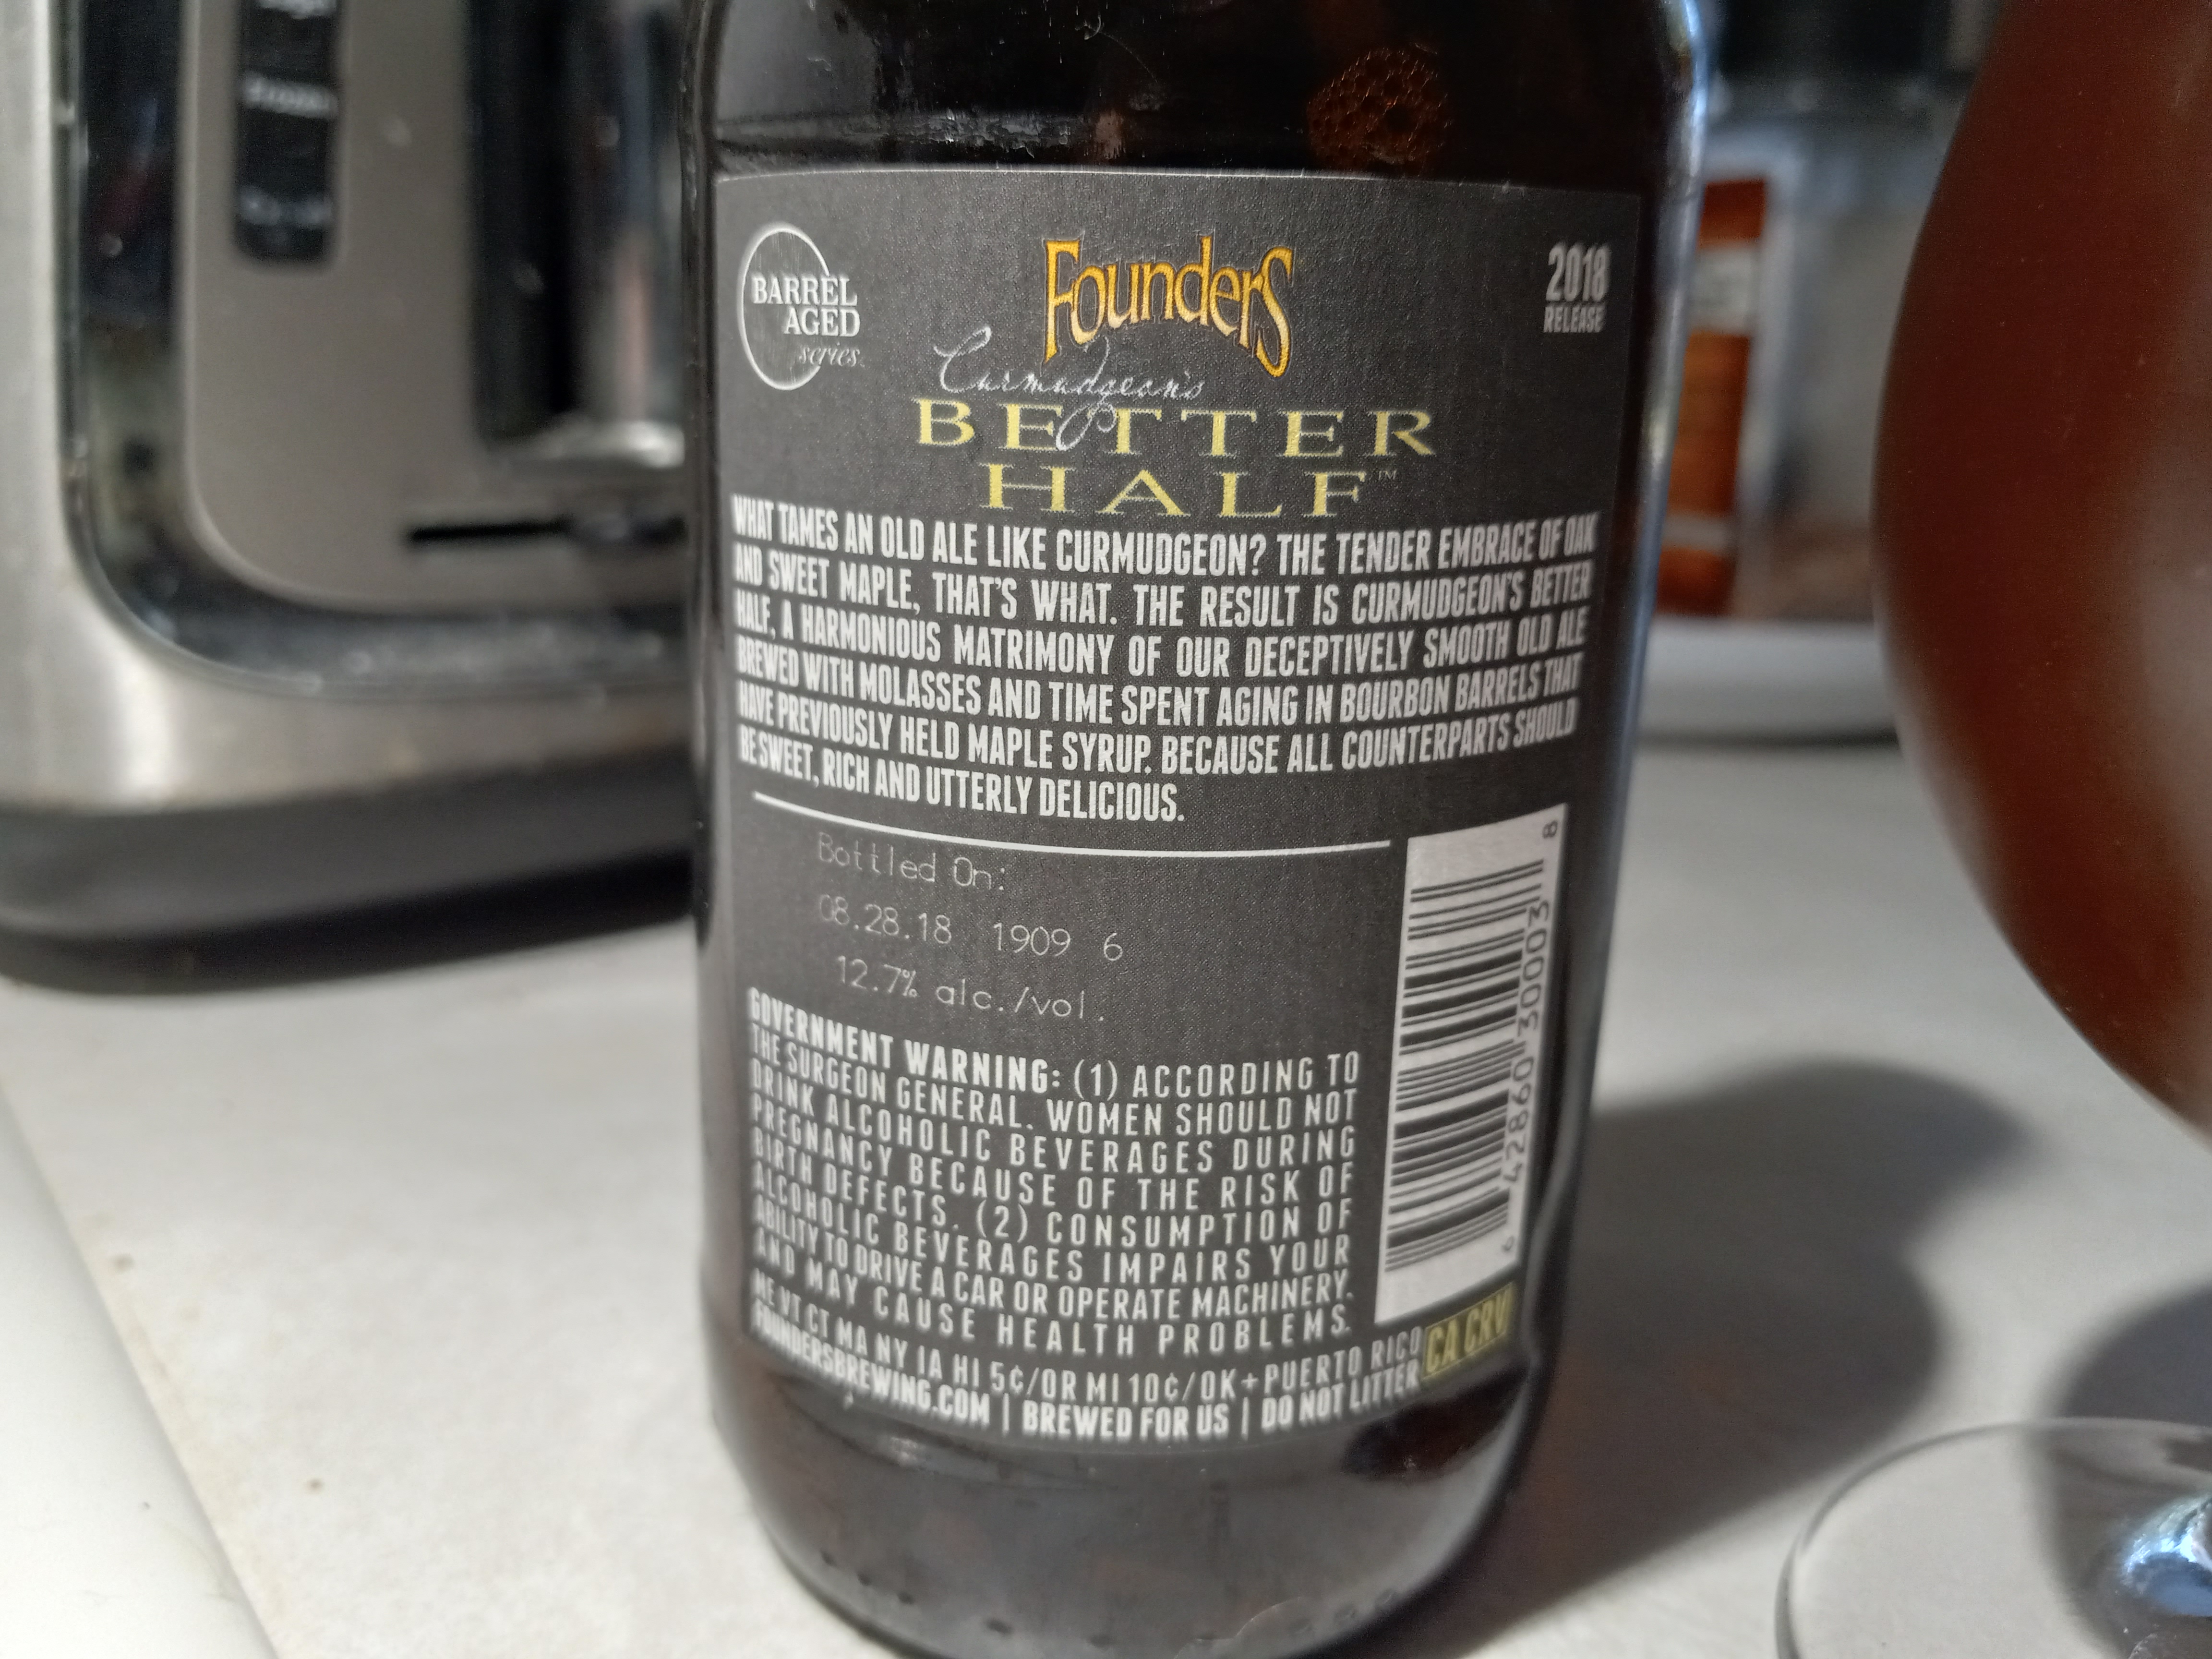 BARREL
AGED
series
Founders
2018
RELEASE
Curmudgeon's
BETTER
HALF™
WHAT TAMES AN OLD ALE LIKE CURMUDGEON? THE TENDER EMBRACE OF OAK
AND SWEET MAPLE, THAT'S WHAT. THE RESULT IS CURMUDGEON'S BETTER
HALF, A HARMONIOUS MATRIMONY OF OUR DECEPTIVELY SMOOTH OLD ALE
BREWED WITH MOLASSES AND TIME SPENT AGING IN BOURBON BARRELS THAT
HAVE PREVIOUSLY HELD MAPLE SYRUP. BECAUSE ALL COUNTERPARTS SHOULD
BE SWEET, RICH AND UTTERLY DELICIOUS.
Bottled On:
08.28.18 1909 6
12.7% alc./vol.
GOVERNMENT WARNING: (1) ACCORDING TO
THE SURGEON GENERAL, WOMEN SHOULD NOT
DRINK ALCOHOLIC BEVERAGES DURING
PREGNANCY BECAUSE OF THE RISK OF
BIRTH DEFECTS. (2) CONSUMPTION OF
ALCOHOLIC BEVERAGES IMPAIRS YOUR
ABILITY TO DRIVE A CAR OR OPERATE MACHINERY,
AND MAY CAUSE HEALTH PROBLEMS.
ME VT CT MA NY IA HI 5¢/OR MI 10¢/OK+PUERTO RICO
CA CRV
FOUNDERSBREWING.COM | BREWED FOR US | DO NOT LITTER
6 42860 30003 8